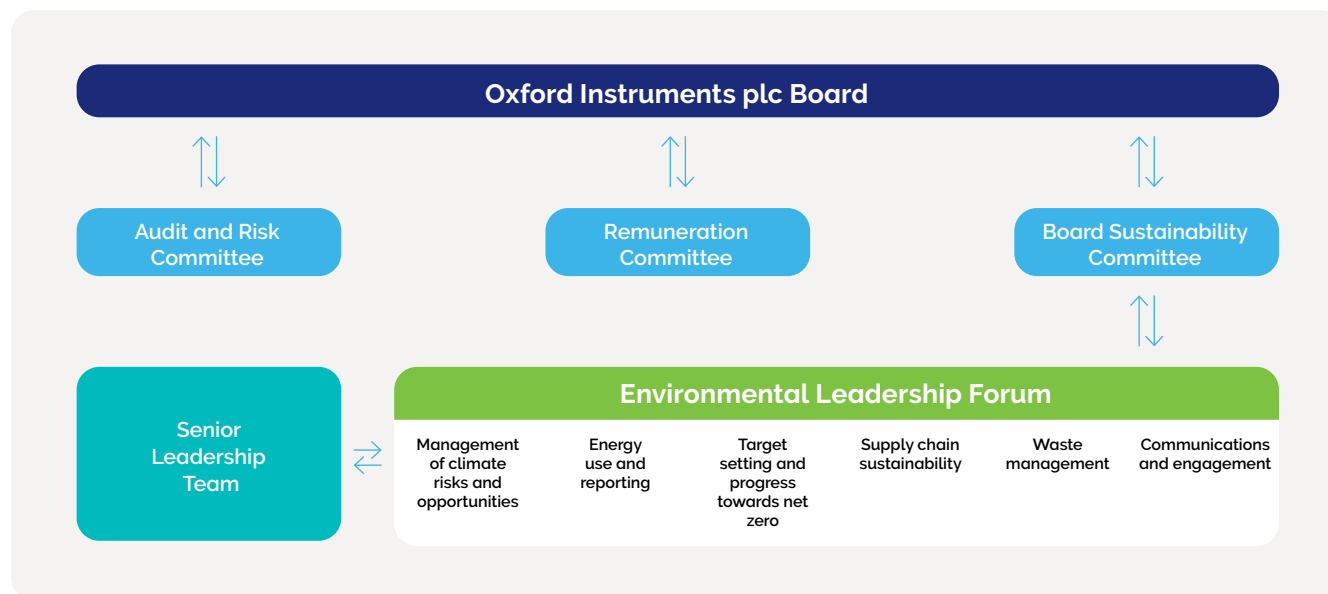 Oxford Instruments plc Board
Audit and Risk
Committee
Remuneration
Committee
Board Sustainability
Committee
Senior
Leadership
Team
Environmental Leadership Forum
Management
of climate
risks and
opportunities
Energy
use and
reporting
Target
setting and
progress
towards net
zero
Supply chain
sustainability
Waste
management
Communications
and engagement